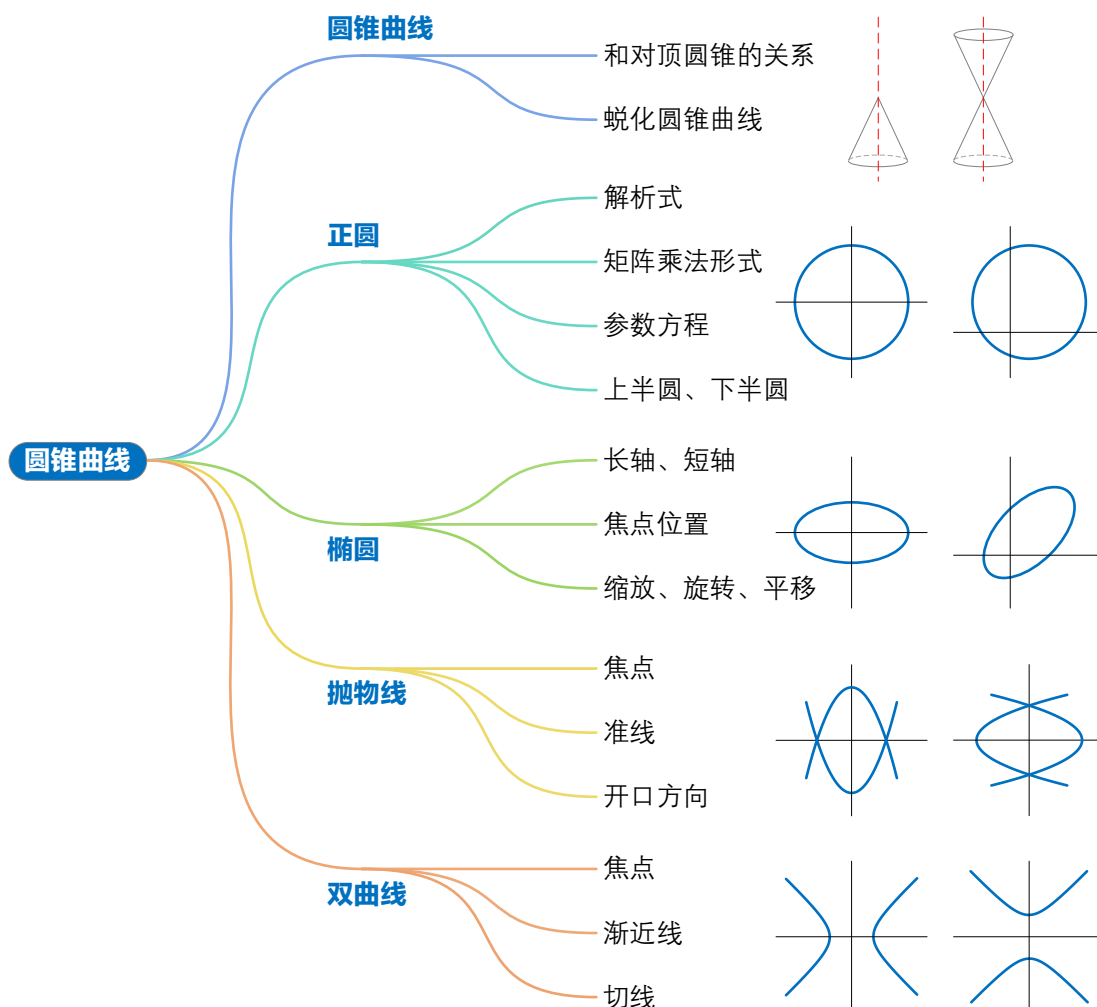 圆锥曲线
圆锥曲线
和对顶圆锥的关系
蜕化圆锥曲线
正圆
解析式
矩阵乘法形式
参数方程
上半圆、下半圆
椭圆
长轴、短轴
焦点位置
缩放、旋转、平移
抛物线
焦点
准线
开口方向
双曲线
焦点
渐近线
切线